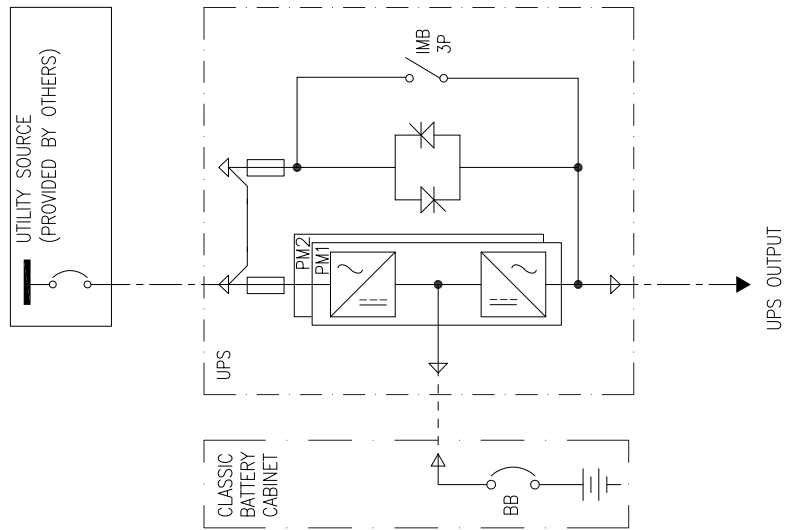 UTILITY SOURCE
(PROVIDED BY OTHERS)
IMB
3P
PM2
PM1
UPS
UPS OUTPUT
CLASSIC
BATTERY
CABINET
BB